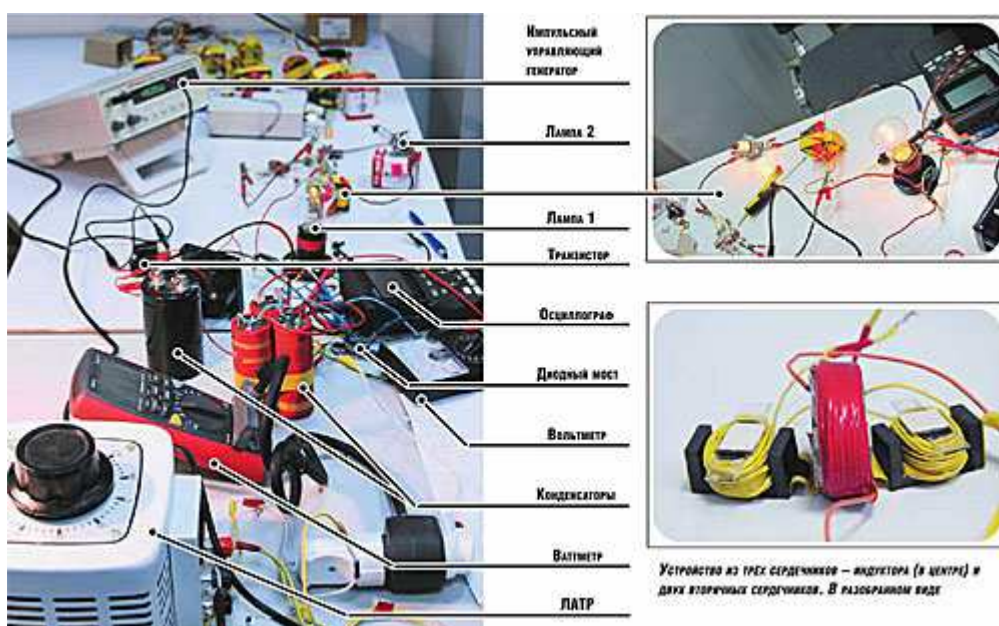 Импульсный
управляющий
генератор
Лампа 2
Лампа 1
Транзистор
Осциллограф
Диодный мост
Вольтметр
Конденсаторы
Ваттметр
ЛАТР
Устройство из трех сердечников – индуктора (в центре) и
двух вторичных сердечников. В разобранном виде